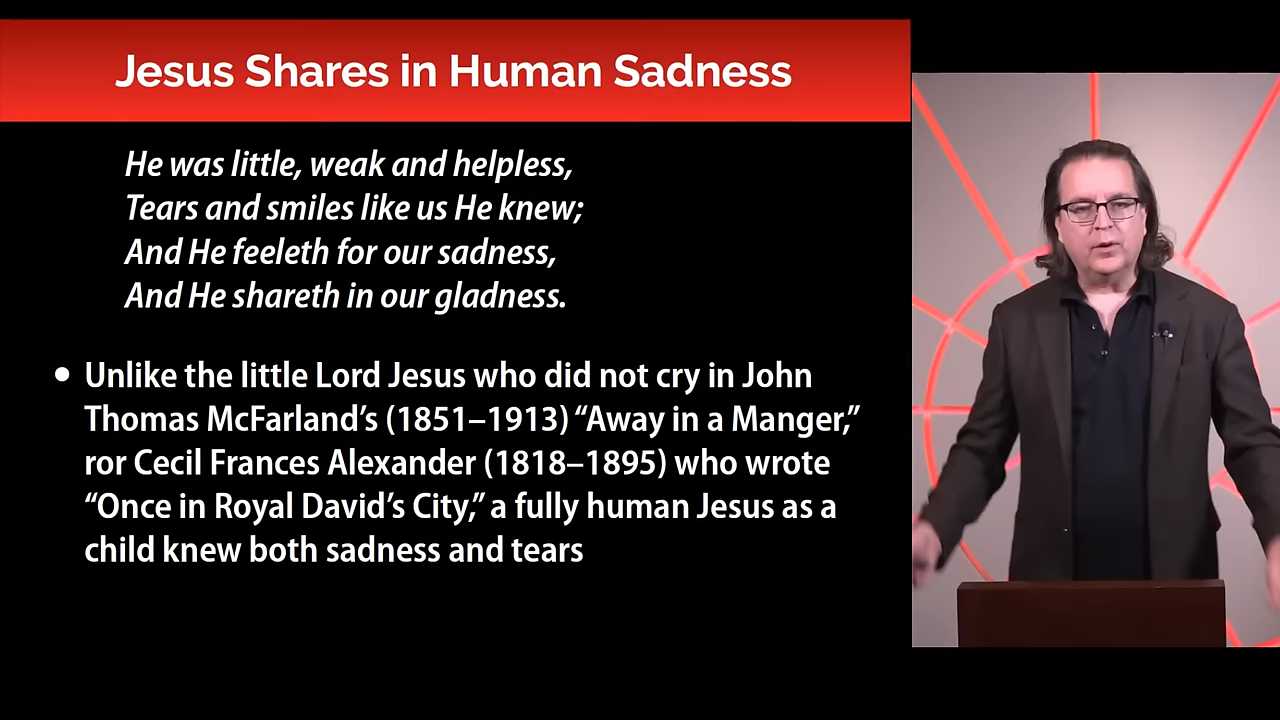 Jesus Shares in Human Sadness
He was little, weak and helpless,
Tears and smiles like us He knew;
And He feeleth for our sadness,
And He shareth in our gladness.
• Unlike the little Lord Jesus who did not cry in John
Thomas McFarland’s (1851–1913) “Away in a Manger,”
ror Cecil Frances Alexander (1818–1895) who wrote
“Once in Royal David’s City,” a fully human Jesus as a
child knew both sadness and tears